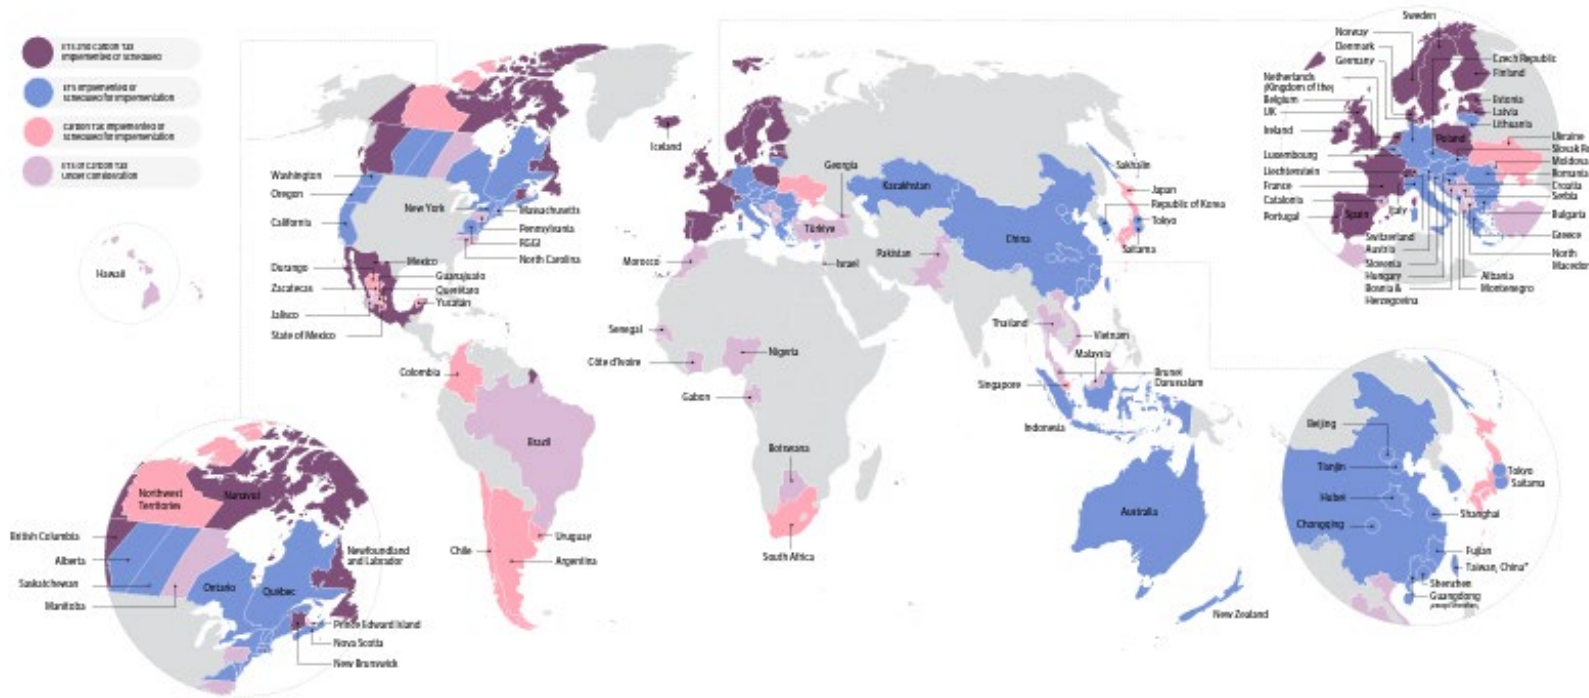 ETS and carbon tax
implemented or scheduled
ETS implemented or
scheduled for implementation
Carbon tax implemented or
scheduled for implementation
ETS or carbon tax
under consideration
Hawaii
Washington
Oregon
California
New York
Massachusetts
Pennsylvania
RGGI
North Carolina
Durango
Zacatecas
Jalisco
State of Mexico
Mexico
Guanajuato
Querétaro
Yucatán
Colombia
Brazil
Chile
Uruguay
Argentina
Iceland
Georgia
Türkiye
Morocco
Israel
Senegal
Côte d'Ivoire
Nigeria
Gabon
Botswana
South Africa
Kazakhstan
China
Pakistan
Sakhalin
Japan
Republic of Korea
Tokyo
Saitama
Thailand
Vietnam
Malaysia
Singapore
Brunei
Darussalam
Indonesia
Australia
New Zealand
Northwest
Territories
Nunavut
British Columbia
Alberta
Saskatchewan
Manitoba
Ontario
Québec
Newfoundland
and Labrador
Prince Edward Island
Nova Scotia
New Brunswick
Sweden
Norway
Denmark
Germany
Netherlands
(Kingdom of the)
Belgium
UK
Ireland
Luxembourg
Liechtenstein
France
Catalonia
Portugal
Spain
Italy
Switzerland
Austria
Slovenia
Hungary
Bosnia &
Herzegovina
Czech Republic
Finland
Estonia
Latvia
Lithuania
Poland
Ukraine
Slovak Re
Moldova
Romania
Croatia
Serbia
Bulgaria
Greece
North
Macedon
Albania
Montenegro
Beijing
Tianjin
Hubei
Chongqing
Tokyo
Saitama
Shanghai
Fujian
Taiwan, China*
Shenzhen
Guangdong